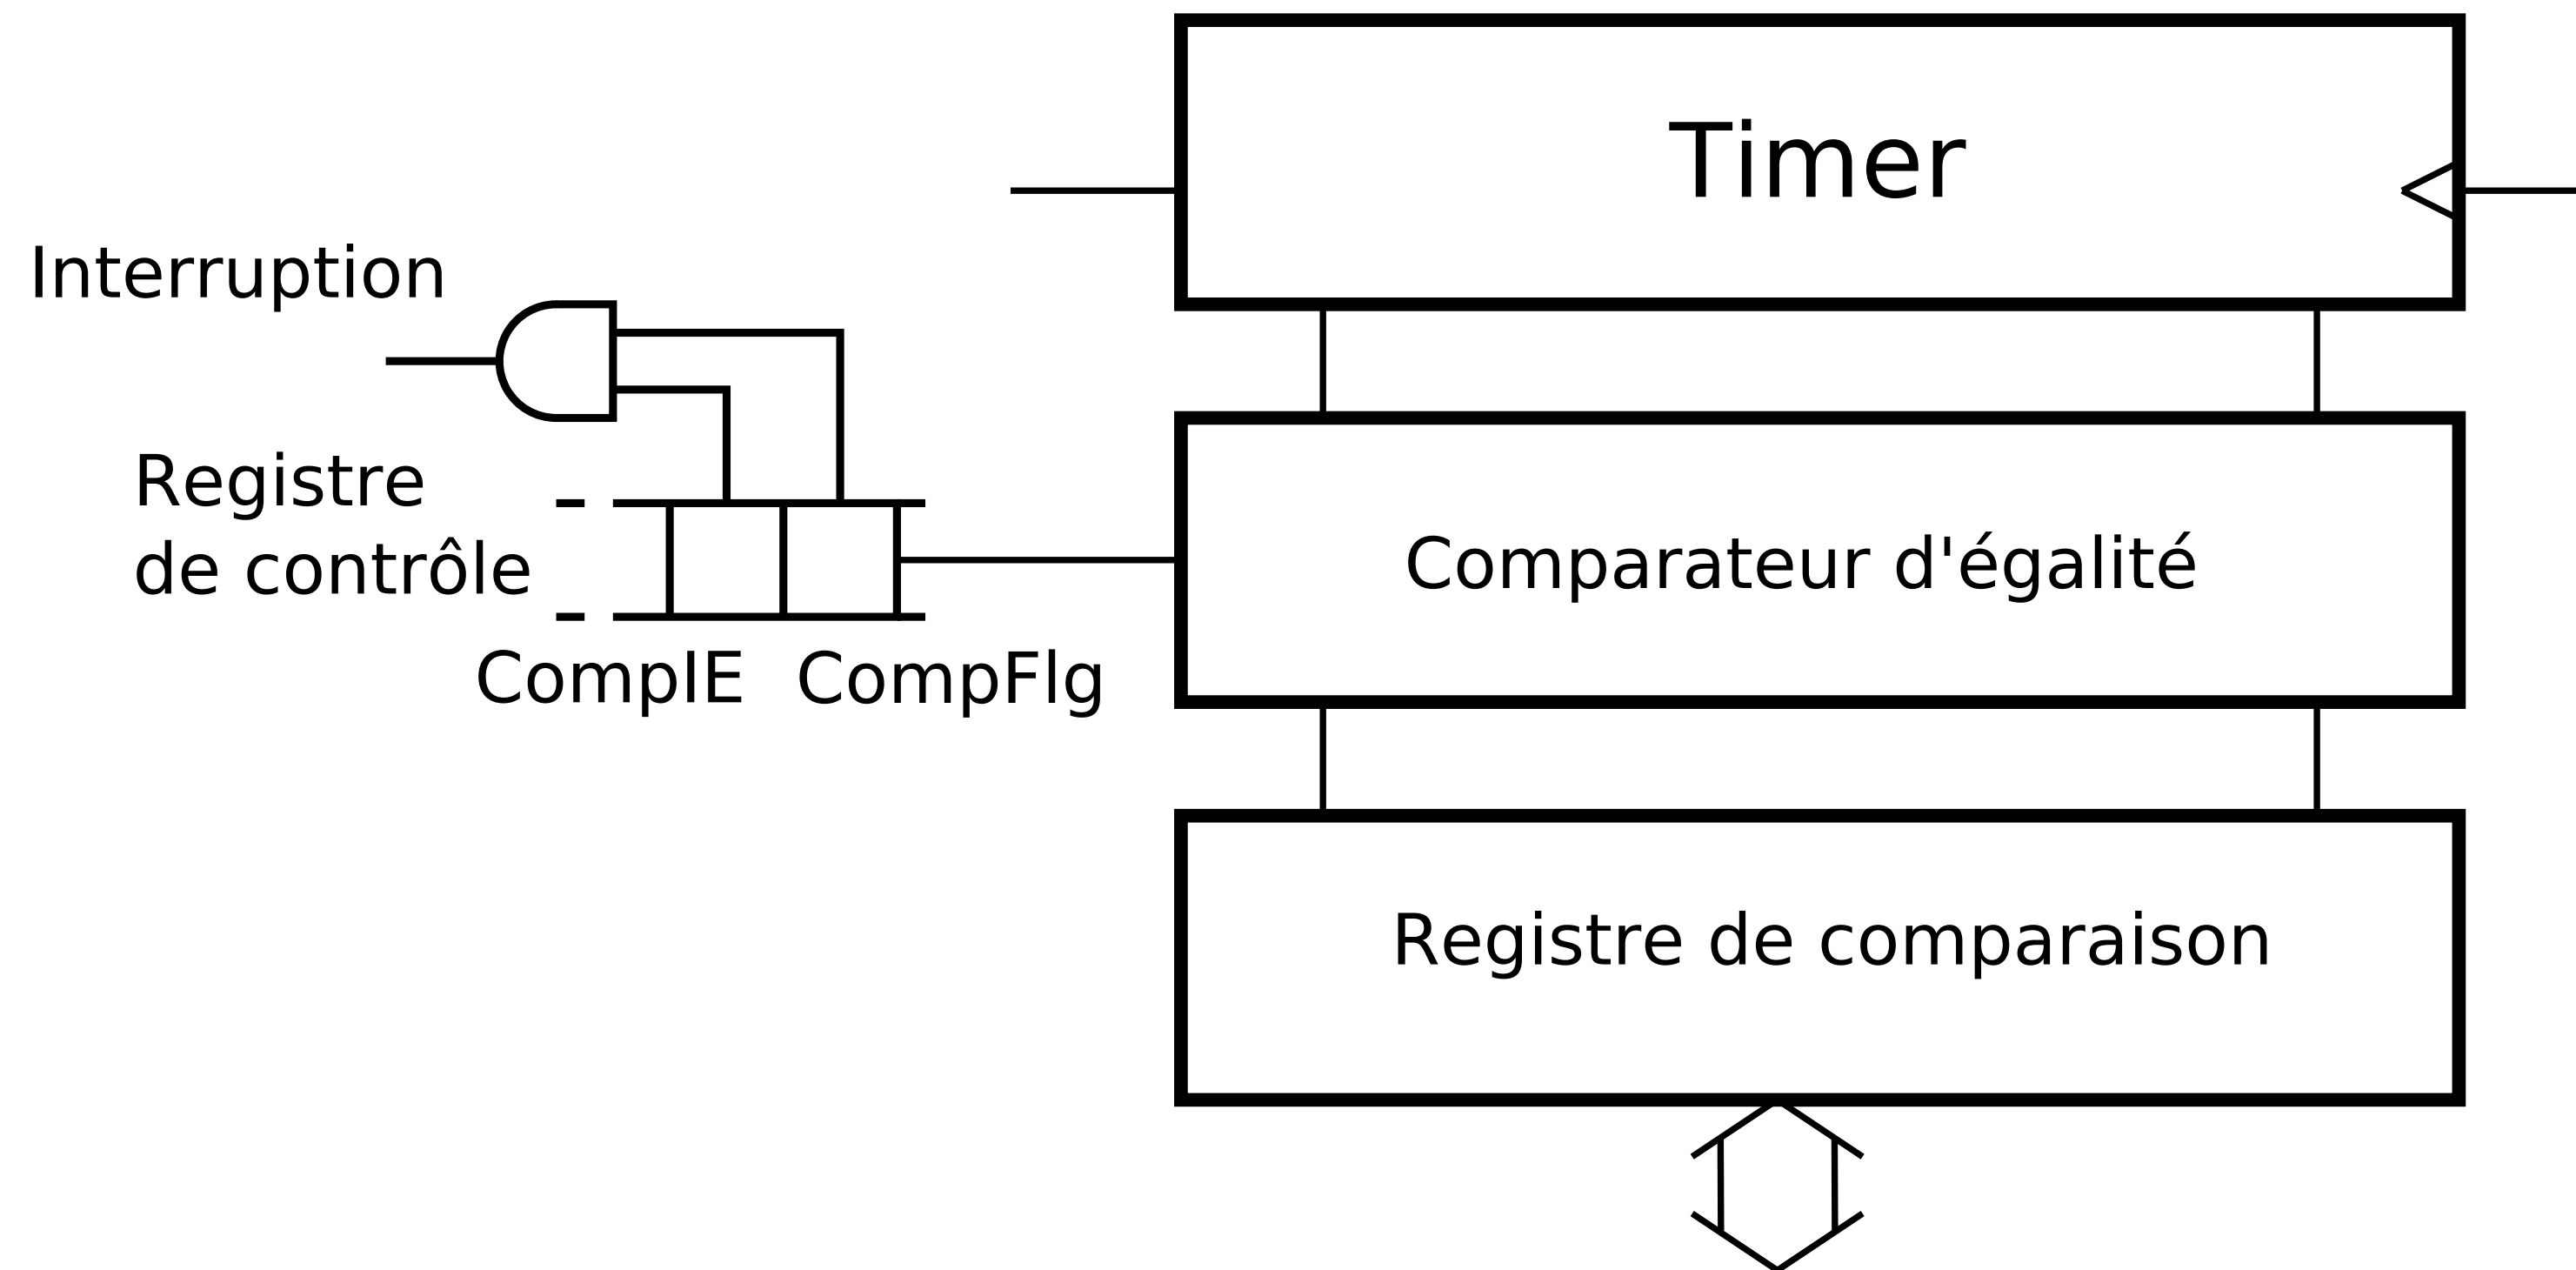 Timer
Interruption
Registre
de contrôle
Comparateur d'égalité
CompIE
CompFlg
Registre de comparaison